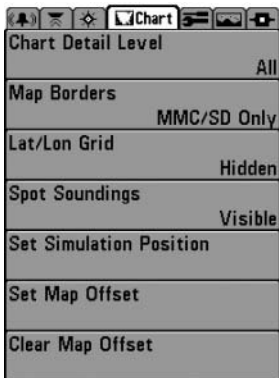 Chart
Chart Detail Level
All
Map Borders
MMC/SD Only
Lat/Lon Grid
Hidden
Spot Soundings
Visible
Set Simulation Position
Set Map Offset
Clear Map Offset